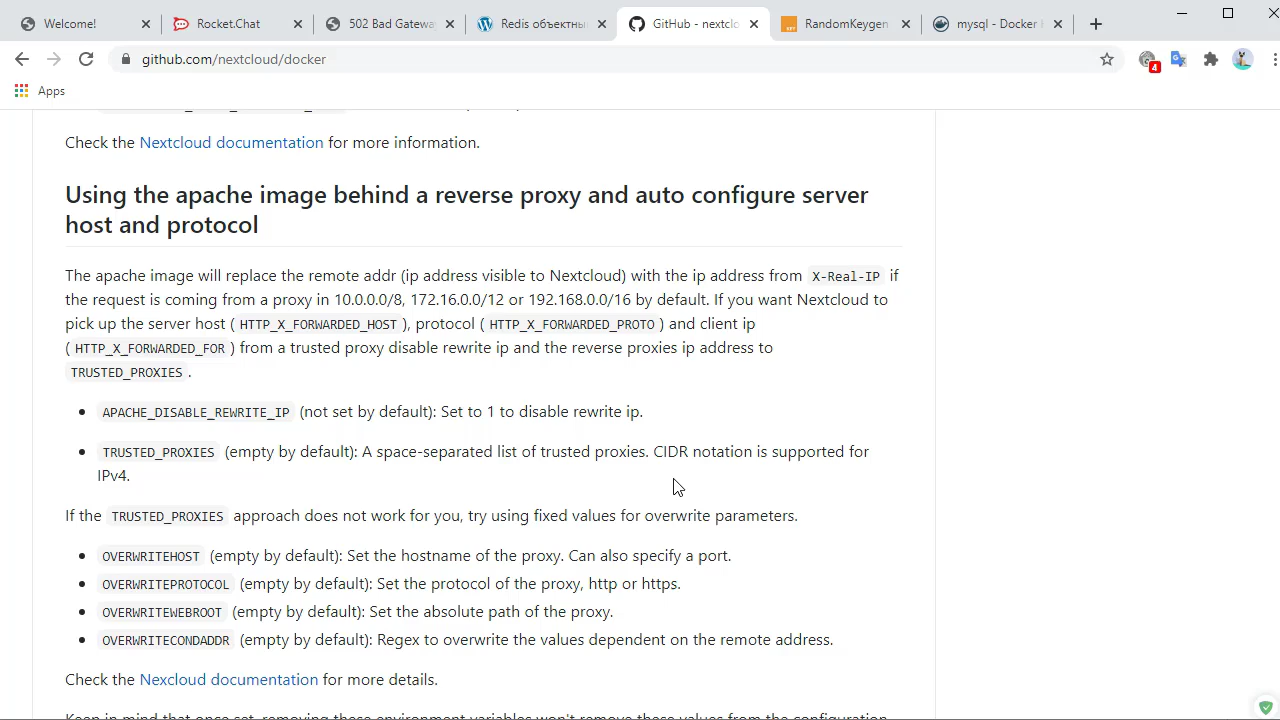 Welcome!
Rocket.Chat
502 Bad Gatewa
Redis объектны
GitHub - nextclo
RandomKeygen
mysql - Docker
github.com/nextcloud/docker
4
Apps
Check the Nextcloud documentation for more information.
Using the apache image behind a reverse proxy and auto configure server
host and protocol
The apache image will replace the remote addr (ip address visible to Nextcloud) with the ip address from X-Real-IP if
the request is coming from a proxy in 10.0.0.0/8, 172.16.0.0/12 or 192.168.0.0/16 by default. If you want Nextcloud to
pick up the server host ( HTTP_X_FORWARDED_HOST ), protocol ( HTTP_X_FORWARDED_PROTO ) and client ip
( HTTP_X_FORWARDED_FOR ) from a trusted proxy disable rewrite ip and the reverse proxies ip address to
TRUSTED_PROXIES .
APACHE_DISABLE_REWRITE_IP (not set by default): Set to 1 to disable rewrite ip.
TRUSTED_PROXIES (empty by default): A space-separated list of trusted proxies. CIDR notation is supported for
IPv4.
If the TRUSTED_PROXIES approach does not work for you, try using fixed values for overwrite parameters.
OVERWRITEHOST (empty by default): Set the hostname of the proxy. Can also specify a port.
OVERWRITEPROTOCOL (empty by default): Set the protocol of the proxy, http or https.
OVERWRITEWEBROOT (empty by default): Set the absolute path of the proxy.
OVERWRITECONDADDR (empty by default): Regex to overwrite the values dependent on the remote address.
Check the Nexcloud documentation for more details.
Keep in mind that once set, removing these environment variables won't remove these values from the configuration